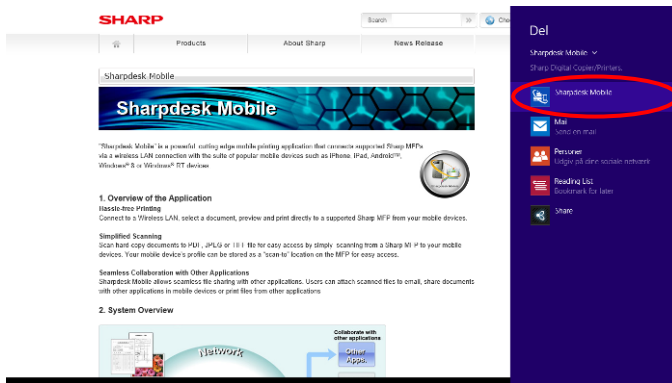 SHARP
Search
Che
Products
About Sharp
News Release
Sharpdesk Mobile
Sharpdesk Mobile
"Sharpdesk Mobile" is a powerful cutting edge mobile printing application that connects supported Sharp MFPs
via a wireless LAN connection with the suite of popular mobile devices such as iPhone, iPad, Android™,
Windows® 8 or Windows® RT devices
1. Overview of the Application
Hassle-free Printing
Connect to a Wireless LAN, select a document, preview and print directly to a supported Sharp MFP from your mobile devices.
Simplified Scanning
Scan hard copy documents to PDF, JPEG or TIFF file for easy access by simply scanning from a Sharp MFP to your mobile
devices. Your mobile device's profile can be stored as a "scan-to" location on the MFP for easy access.
Seamless Collaboration with Other Applications
Sharpdesk Mobile allows seamless file sharing with other applications. Users can attach scanned files to email, share documents
with other applications in mobile devices or print files from other applications
2. System Overview
Network
Collaborate with
other applications
Other
Apps.
Del
Sharpdesk Mobile
Sharp Digital Copier/Printers.
Sharpdesk Mobile
Mail
Send en mail
Personer
Udgiv på dine sociale netværk
Reading List
Bookmark for later
Share